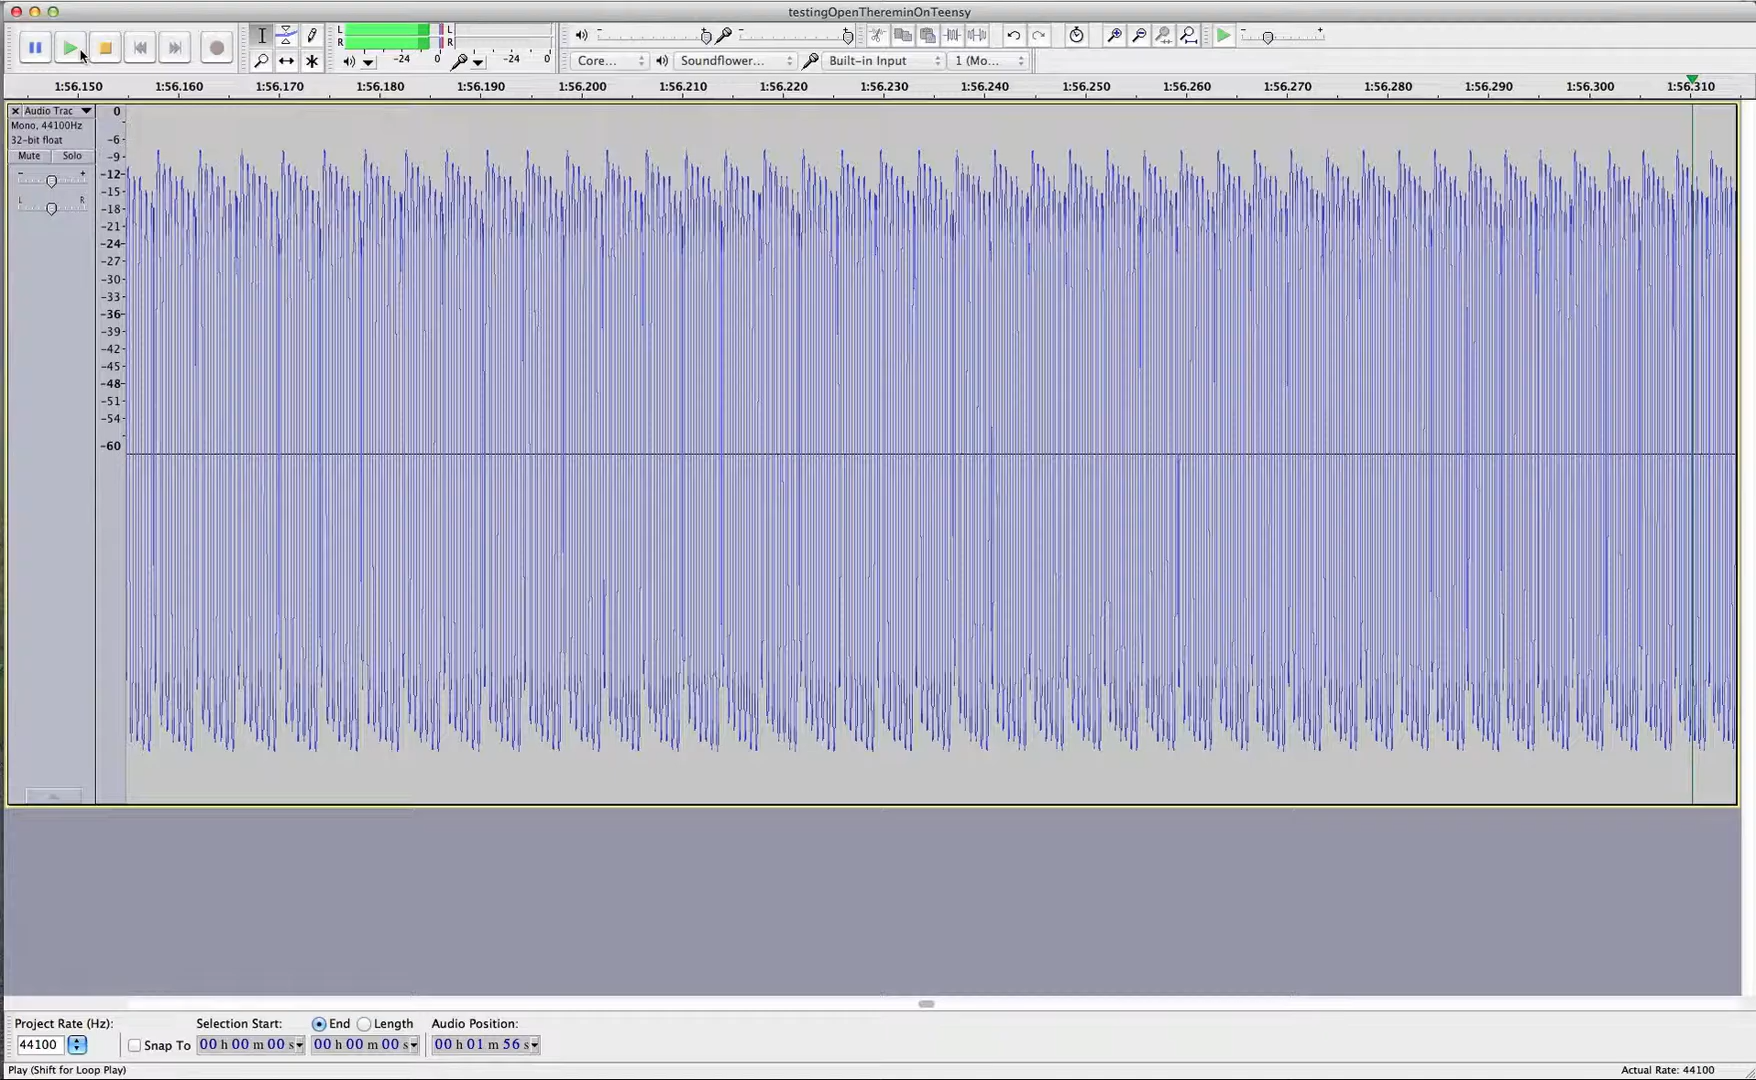 testingOpenThereminOnTeensy
L
R
-24
0
L
R
-24
0
Core...
Soundflower...
Built-in Input
1 (Mo...
1:56.150 1:56.160 1:56.170 1:56.180 1:56.190 1:56.200 1:56.210 1:56.220 1:56.230 1:56.240 1:56.250 1:56.260 1:56.270 1:56.280 1:56.290 1:56.300 1:56.310
Audio Trac
Mono, 44100Hz
32-bit float
Mute Solo
- +
L R
0
-6
-9
-12
-15
-18
-21
-24
-27
-30
-33
-36
-39
-42
-45
-48
-51
-54
-60
Project Rate (Hz): Selection Start: End Length Audio Position:
44100 Snap To 00 h 00 m 00 s 00 h 00 m 00 s 00 h 01 m 56 s
Play (Shift for Loop Play) Actual Rate: 44100